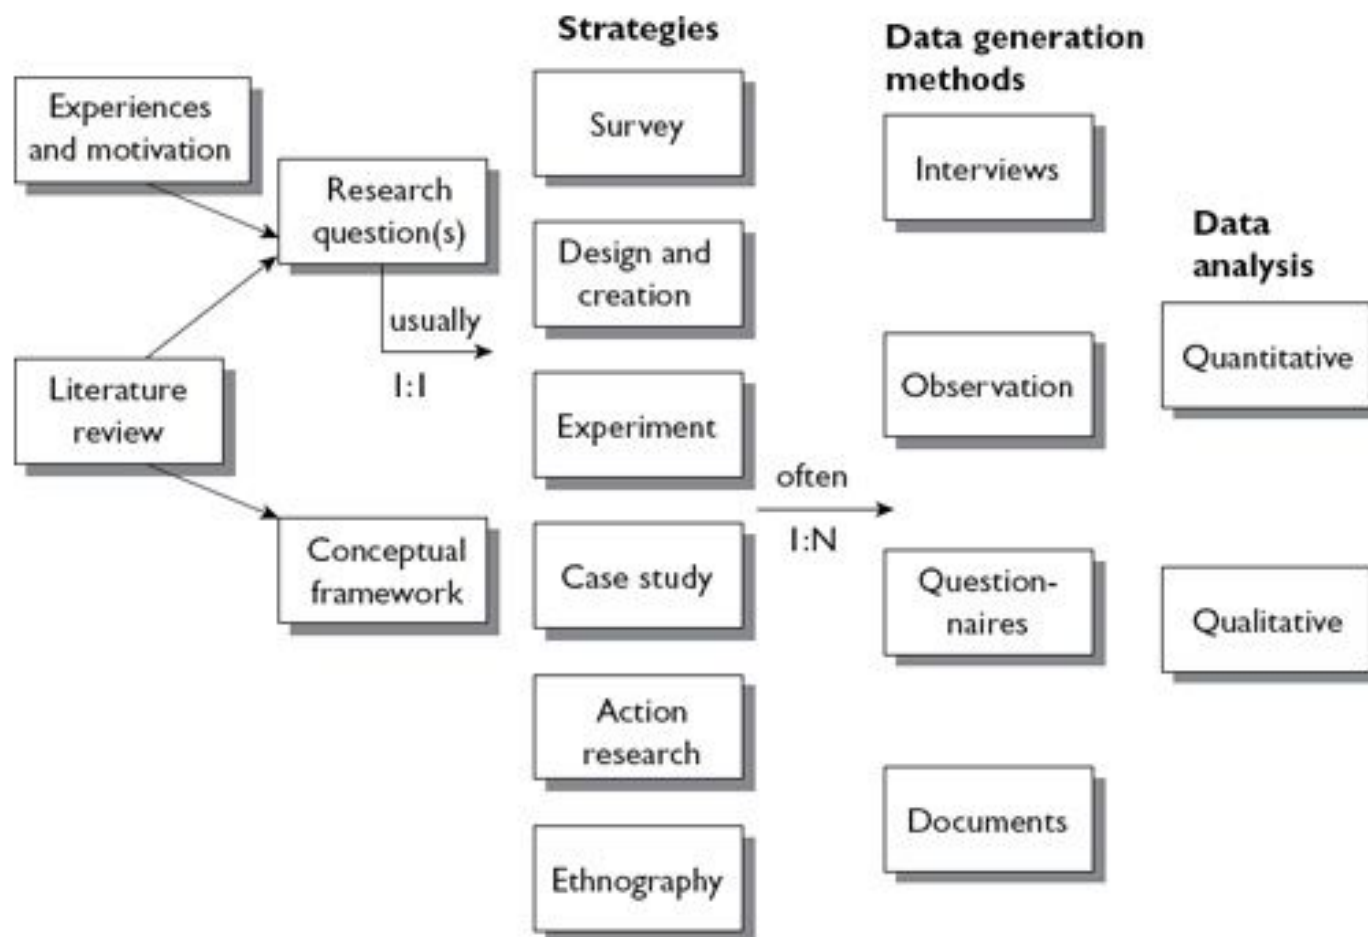 Experiences
and motivation
Literature
review
Research
question(s)
usually
1:1
Conceptual
framework
Strategies
Survey
Design and
creation
Experiment
Case study
Action
research
Ethnography
often
1:N
Data generation
methods
Interviews
Observation
Question-
naires
Documents
Data
analysis
Quantitative
Qualitative